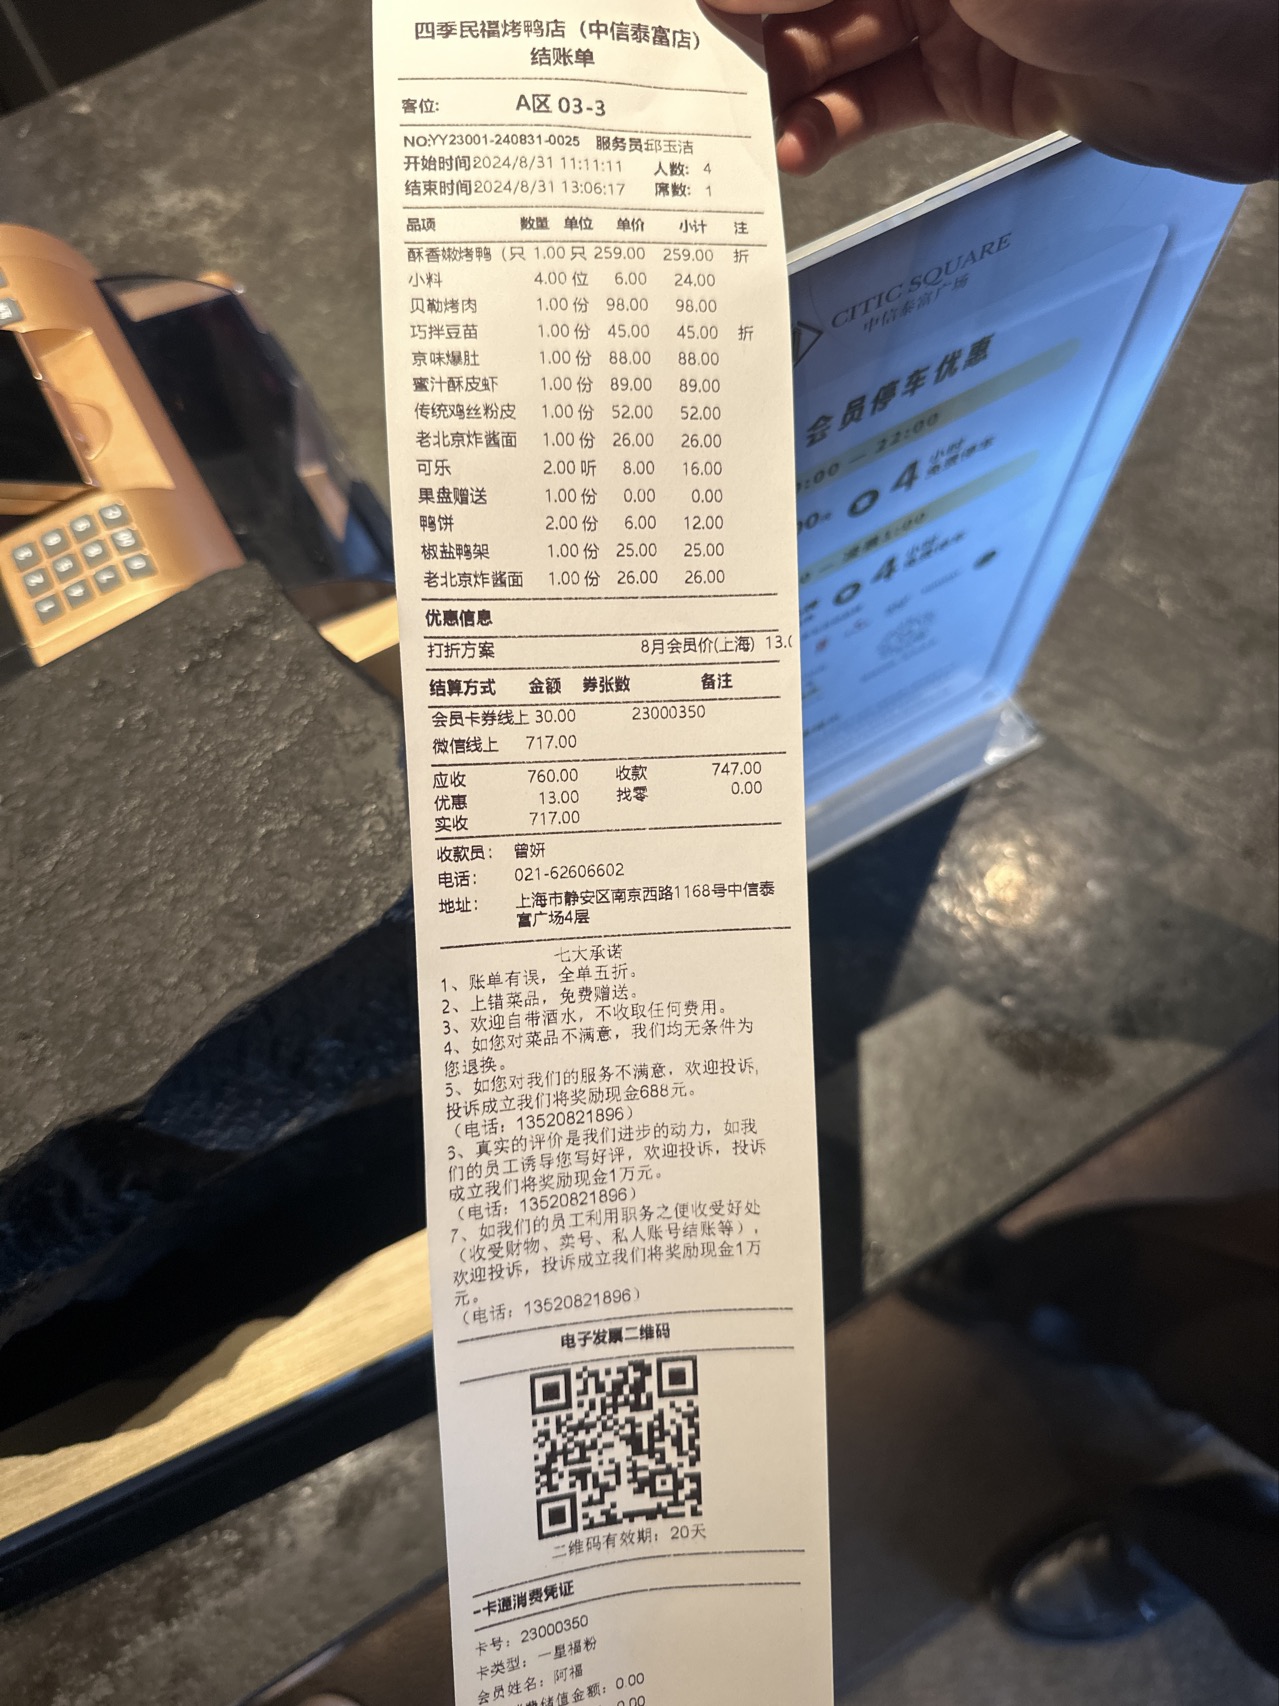 四季民福烤鸭店（中信泰富店）
结账单
客位： A区 03-3
NO:YY23001-240831-0025 服务员:邱玉洁
开始时间2024/8/31 11:11:11 人数： 4
结束时间2024/8/31 13:06:17 席数： 1
品项 数量 单位 单价 小计 注
酥香嫩烤鸭（只 1.00 只 259.00 259.00 折
小料 4.00 位 6.00 24.00
贝勒烤肉 1.00 份 98.00 98.00
巧拌豆苗 1.00 份 45.00 45.00 折
京味爆肚 1.00 份 88.00 88.00
蜜汁酥皮虾 1.00 份 89.00 89.00
传统鸡丝粉皮 1.00 份 52.00 52.00
老北京炸酱面 1.00 份 26.00 26.00
可乐 2.00 听 8.00 16.00
果盘赠送 1.00 份 0.00 0.00
鸭饼 2.00 份 6.00 12.00
椒盐鸭架 1.00 份 25.00 25.00
老北京炸酱面 1.00 份 26.00 26.00
优惠信息
打折方案 8月会员价(上海) 13.0
结算方式 金额 券张数 备注
会员卡券线上 30.00 23000350
微信线上 717.00
应收 760.00 收款 747.00
优惠 13.00 找零 0.00
实收 717.00
收款员： 曾妍
电话： 021-62606602
地址： 上海市静安区南京西路1168号中信泰
富广场4层
七大承诺
1、账单有误，全单五折。
2、上错菜品，免费赠送。
3、欢迎自带酒水，不收取任何费用。
4、如您对菜品不满意，我们均无条件为
您退换。
5、如您对我们的服务不满意，欢迎投诉，
投诉成立我们将奖励现金688元。
（电话：13520821896）
3、真实的评价是我们进步的动力，如我
们的员工诱导您写好评，欢迎投诉，投诉
成立我们将奖励现金1万元。
（电话：13520821896）
7、如我们的员工利用职务之便收受好处
（收受财物、卖号、私人账号结账等），
欢迎投诉，投诉成立我们将奖励现金1万
元。
（电话：13520821896）
电子发票二维码
二维码有效期：20天
一卡通消费凭证
卡号：23000350
卡类型：一星福粉
会员姓名：阿福
储值金额：0.00
0.00
CITIC SQUARE
中信泰富广场
会员停车优惠
:00 — 22:00
4 小时
免费停车
4 小时